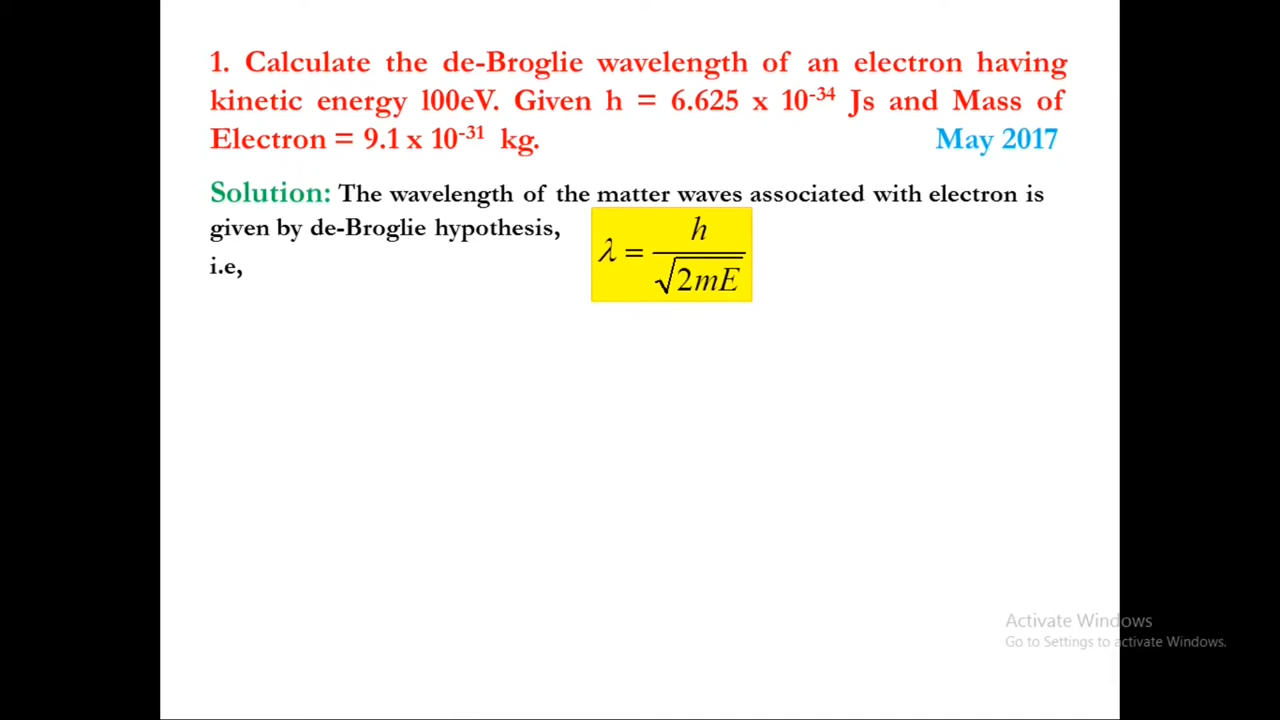 1. Calculate the de-Broglie wavelength of an electron having
kinetic energy 100eV. Given h = 6.625 x 10⁻³⁴ Js and Mass of
Electron = 9.1 x 10⁻³¹ kg. May 2017
Solution: The wavelength of the matter waves associated with electron is
given by de-Broglie hypothesis,
i.e,
λ = h / √2mE
Activate Windows
Go to Settings to activate Windows.